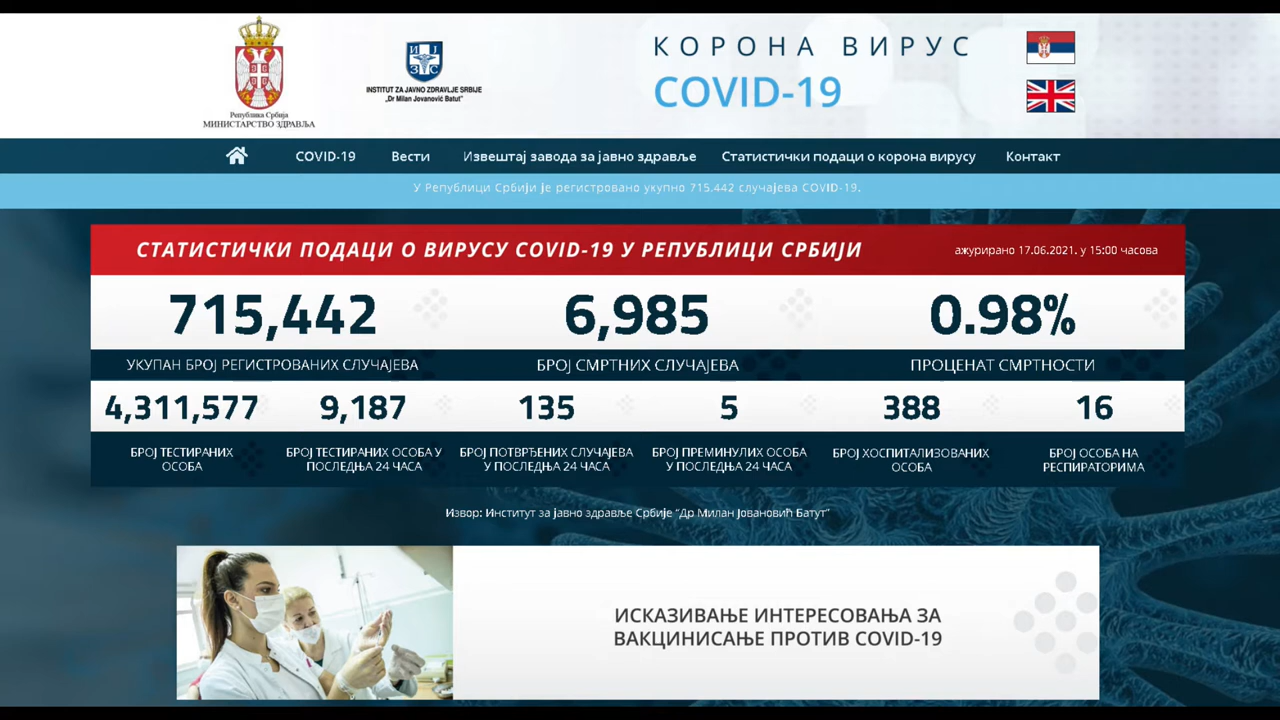 КОРОНА ВИРУС
COVID-19
И Ј
З С
Република Србија
МИНИСТАРСТВО ЗДРАВЉА
INSTITUT ZA JAVNO ZDRAVLJE SRBIJE
„Dr Milan Jovanović Batut"
COVID-19 Вести Извештај завода за јавно здравље Статистички подаци о корона вирусу Контакт
У Републици Србији је регистровано укупно 715.442 случајева COVID-19.
СТАТИСТИЧКИ ПОДАЦИ О ВИРУСУ COVID-19 У РЕПУБЛИЦИ СРБИЈИ
ажурирано 17.06.2021. у 15:00 часова
715,442 6,985 0.98%
УКУПАН БРОЈ РЕГИСТРОВАНИХ СЛУЧАЈЕВА БРОЈ СМРТНИХ СЛУЧАЈЕВА ПРОЦЕНАТ СМРТНОСТИ
4,311,577 9,187 135 5 388 16
БРОЈ ТЕСТИРАНИХ
ОСОБА
БРОЈ ТЕСТИРАНИХ ОСОБА У
ПОСЛЕДЊА 24 ЧАСА
БРОЈ ПОТВРЂЕНИХ СЛУЧАЈЕВА
У ПОСЛЕДЊА 24 ЧАСА
БРОЈ ПРЕМИНУЛИХ ОСОБА
У ПОСЛЕДЊА 24 ЧАСА
БРОЈ ХОСПИТАЛИЗОВАНИХ
ОСОБА
БРОЈ ОСОБА НА
РЕСПИРАТОРИМА
Извор: Институт за јавно здравље Србије “Др Милан Јовановић Батут”
ИСКАЗИВАЊЕ ИНТЕРЕСОВАЊА ЗА
ВАКЦИНИСАЊЕ ПРОТИВ COVID-19